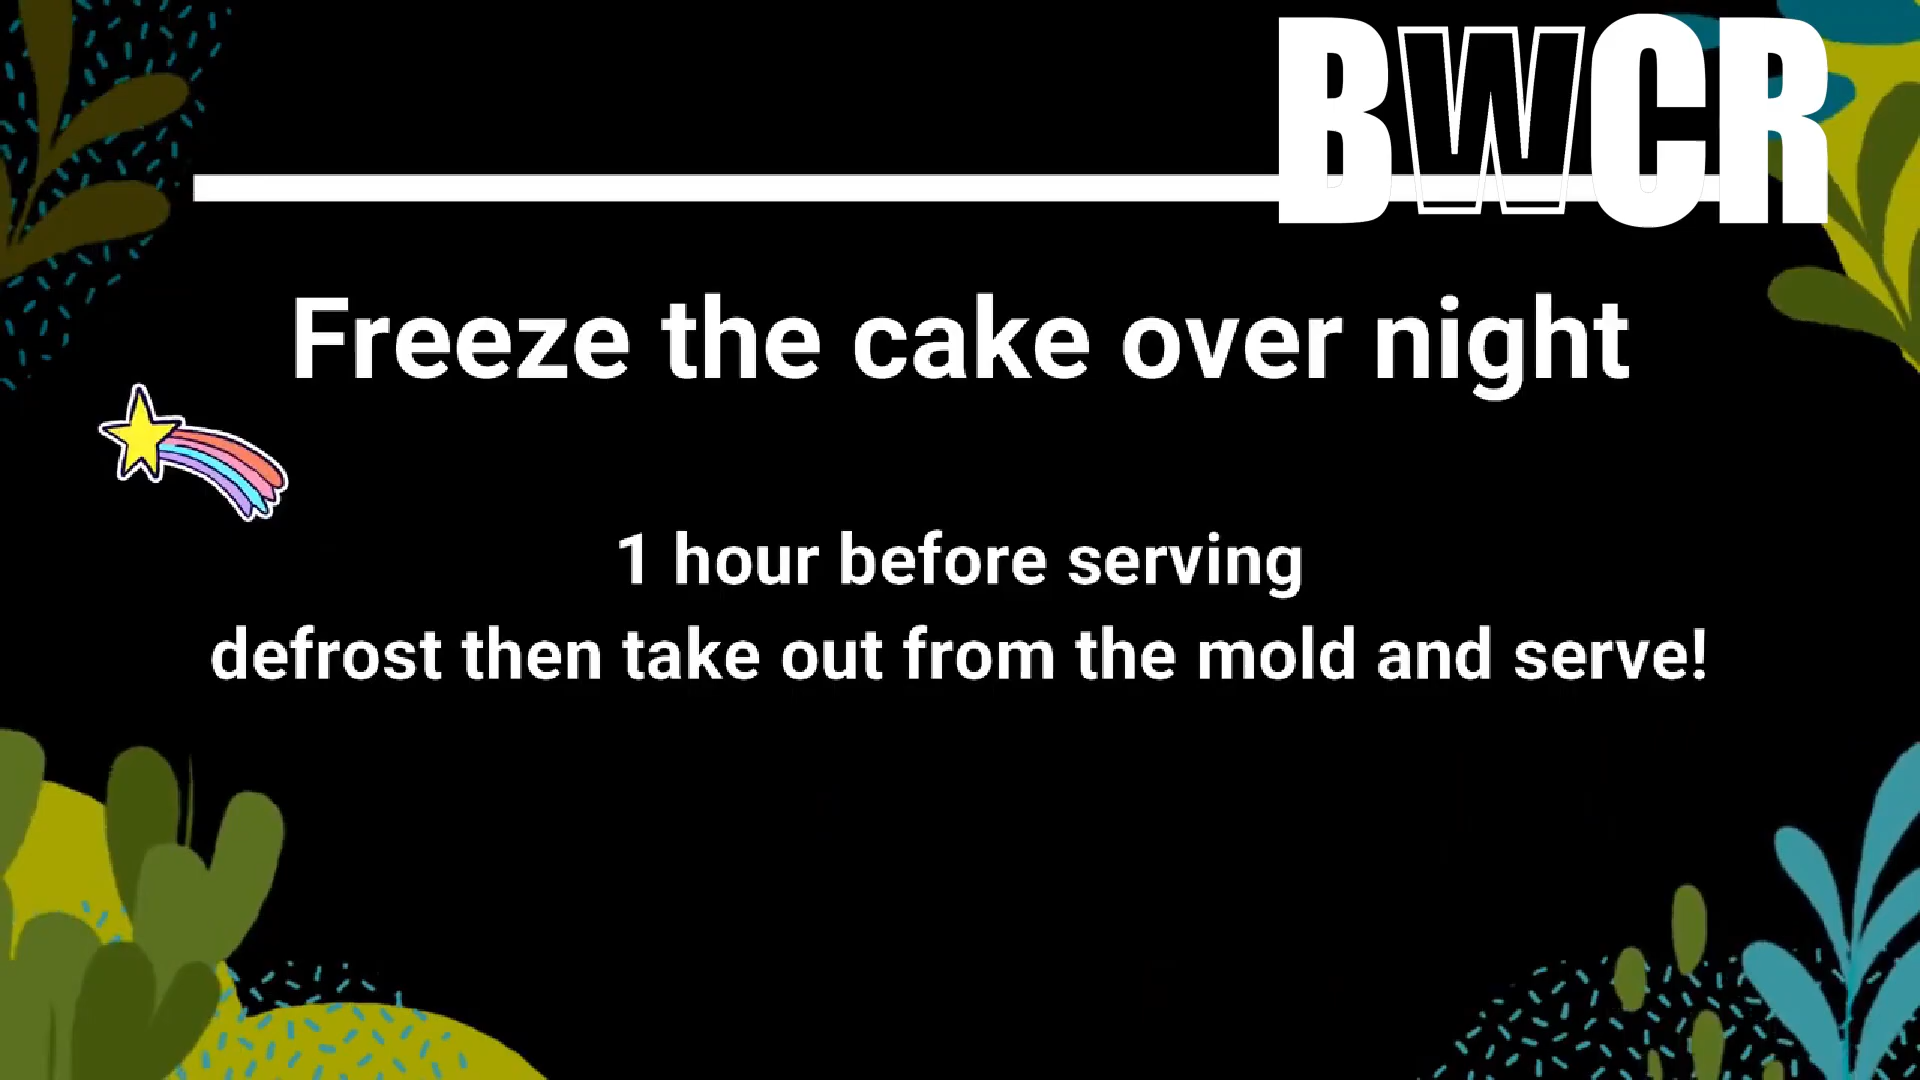 BWCR
Freeze the cake over night
1 hour before serving
defrost then take out from the mold and serve!